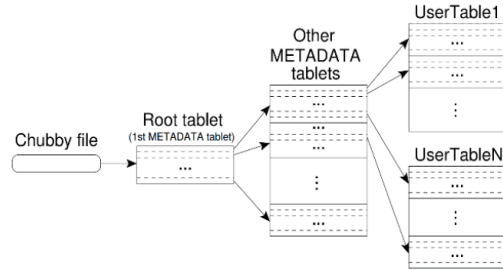 Chubby file
Root tablet
(1st METADATA tablet)
...
Other
METADATA
tablets
...
...
...
⋮
...
UserTable1
...
...
⋮
UserTableN
...
⋮
...